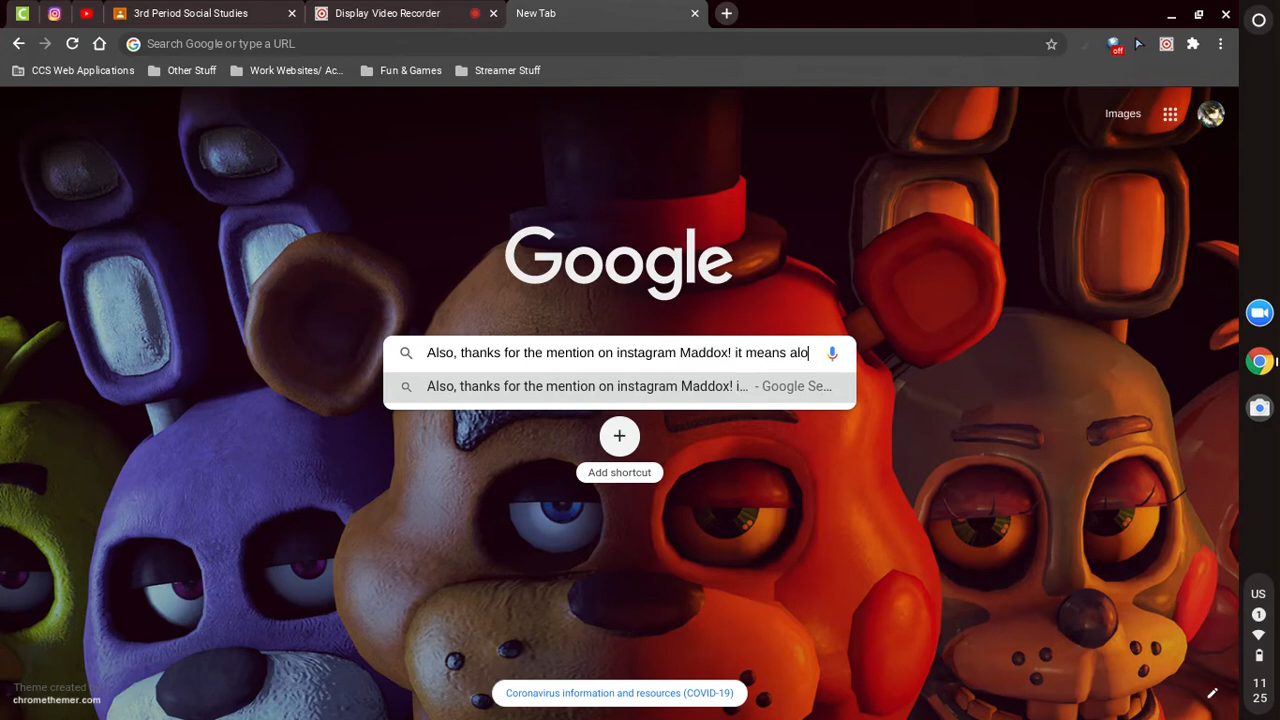 3rd Period Social Studies
Display Video Recorder
New Tab
Search Google or type a URL
off
CCS Web Applications
Other Stuff
Work Websites/ Ac...
Fun & Games
Streamer Stuff
Images
Google
Also, thanks for the mention on instagram Maddox! it means alo
Also, thanks for the mention on instagram Maddox! i... - Google Se...
Add shortcut
Coronavirus information and resources (COVID-19)
Theme created b
chromethemer.com
US
1
11
25